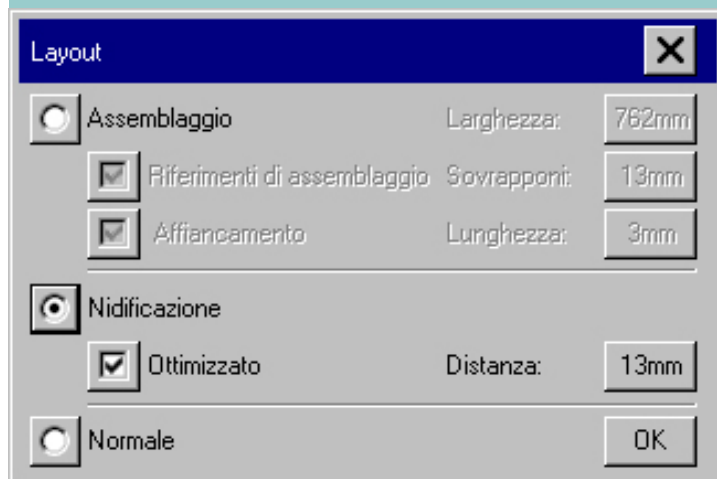 Layout
Assemblaggio Larghezza: 762mm
Riferimenti di assemblaggio Sovrapponi: 13mm
Affiancamento Lunghezza: 3mm
Nidificazione
Ottimizzato Distanza: 13mm
Normale OK